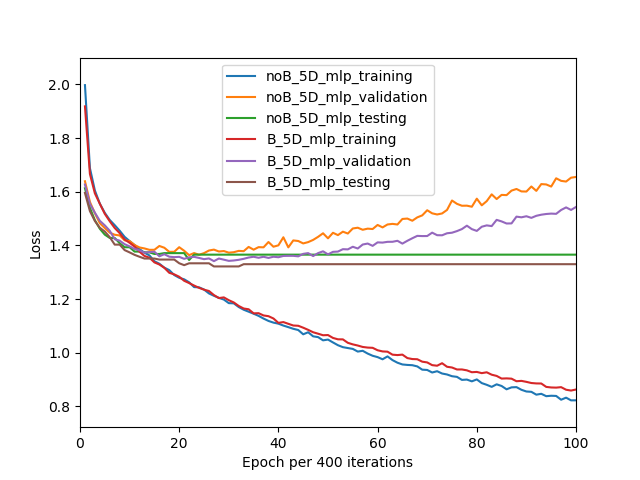 noB_5D_mlp_training
noB_5D_mlp_validation
noB_5D_mlp_testing
B_5D_mlp_training
B_5D_mlp_validation
B_5D_mlp_testing
Loss
2.0
1.8
1.6
1.4
1.2
1.0
0.8
0 20 40 60 80 100
Epoch per 400 iterations